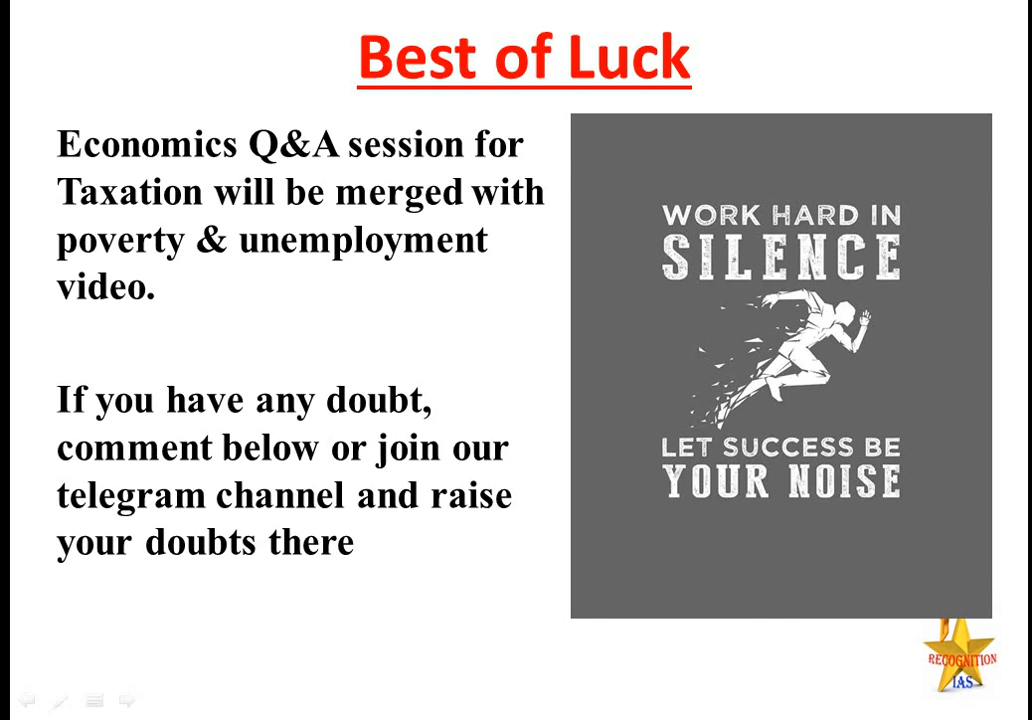 Best of Luck
Economics Q&A session for
Taxation will be merged with
poverty & unemployment
video.
If you have any doubt,
comment below or join our
telegram channel and raise
your doubts there
WORK HARD IN
SILENCE
LET SUCCESS BE
YOUR NOISE
RECOGNITION
IAS